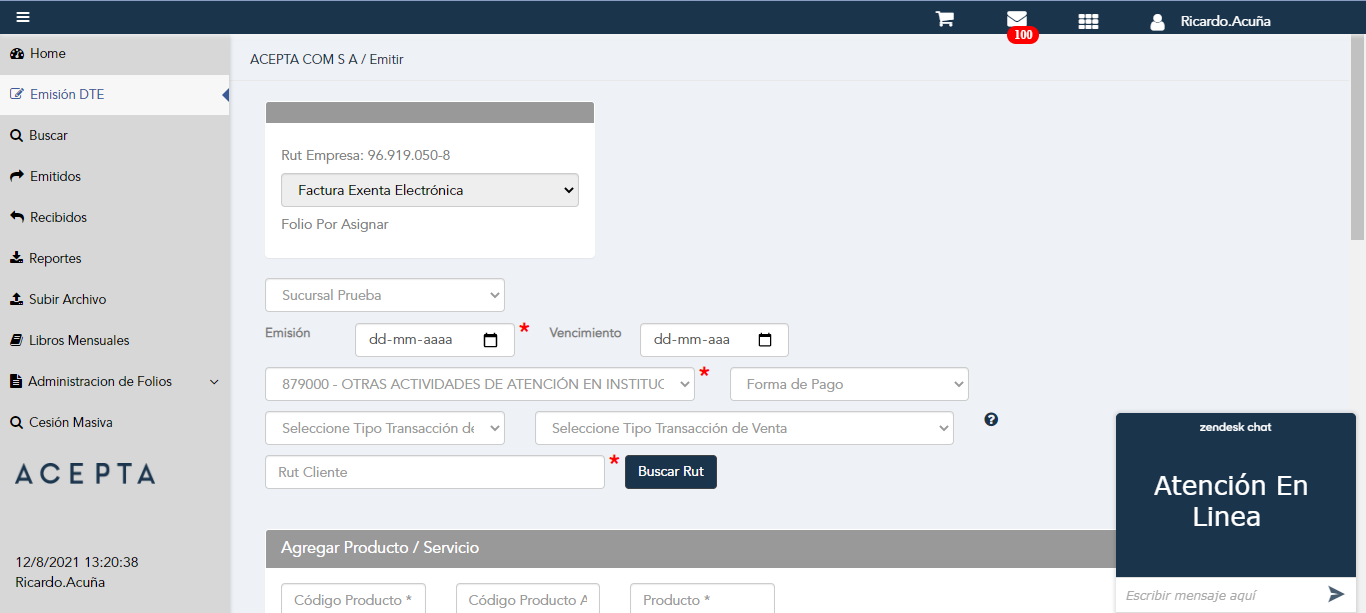 Ricardo.Acuña
100
Home
Emisión DTE
Buscar
Emitidos
Recibidos
Reportes
Subir Archivo
Libros Mensuales
Administracion de Folios
Cesión Masiva
ACEPTA
12/8/2021 13:20:38
Ricardo.Acuña
ACEPTA COM S A / Emitir
Rut Empresa: 96.919.050-8
Factura Exenta Electrónica
Folio Por Asignar
Sucursal Prueba
Emisión dd-mm-aaaa * Vencimiento dd-mm-aaa
879000 - OTRAS ACTIVIDADES DE ATENCIÓN EN INSTITUC * Forma de Pago
Seleccione Tipo Transacción de Seleccione Tipo Transacción de Venta ?
Rut Cliente * Buscar Rut
Agregar Producto / Servicio
Código Producto * Código Producto A Producto *
zendesk chat
Atención En
Linea
Escribir mensaje aquí